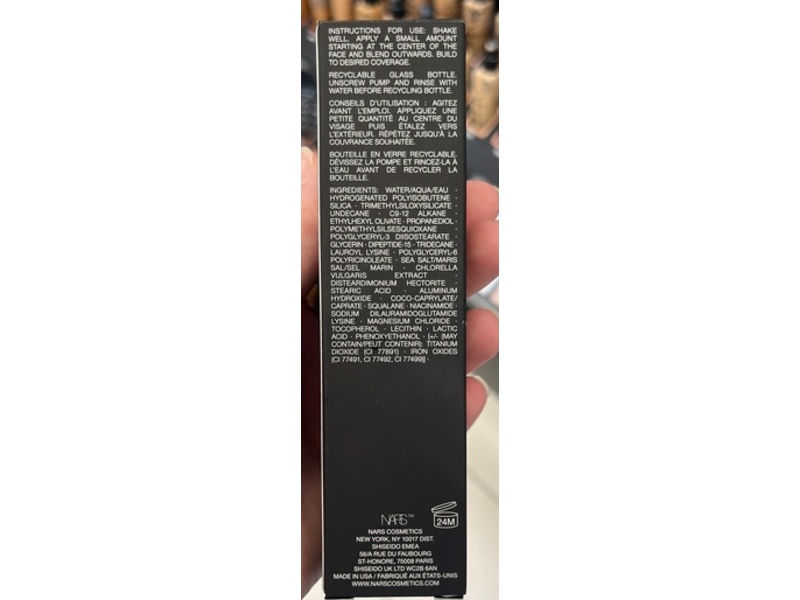 INSTRUCTIONS FOR USE: SHAKE
WELL. APPLY A SMALL AMOUNT
STARTING AT THE CENTER OF THE
FACE AND BLEND OUTWARDS. BUILD
TO DESIRED COVERAGE.
RECYCLABLE GLASS BOTTLE.
UNSCREW PUMP AND RINSE WITH
WATER BEFORE RECYCLING BOTTLE.
CONSEILS D'UTILISATION : AGITEZ
AVANT L'EMPLOI. APPLIQUEZ UNE
PETITE QUANTITÉ AU CENTRE DU
VISAGE PUIS ÉTALEZ VERS
L'EXTÉRIEUR. RÉPÉTEZ JUSQU'À LA
COUVRANCE SOUHAITÉE.
BOUTEILLE EN VERRE RECYCLABLE.
DÉVISSEZ LA POMPE ET RINCEZ-LA À
L'EAU AVANT DE RECYCLER LA
BOUTEILLE.
INGREDIENTS: WATER/AQUA/EAU ·
HYDROGENATED POLYISOBUTENE ·
SILICA · TRIMETHYLSILOXYSILICATE ·
UNDECANE · C9-12 ALKANE ·
ETHYLHEXYL OLIVATE · PROPANEDIOL ·
POLYMETHYLSILSESQUIOXANE ·
POLYGLYCERYL-3 DIISOSTEARATE ·
GLYCERIN · DIPEPTIDE-15 · TRIDECANE ·
LAUROYL LYSINE · POLYGLYCERYL-6
POLYRICINOLEATE · SEA SALT/MARIS
SAL/SEL MARIN · CHLORELLA
VULGARIS EXTRACT ·
DISTEARDIMONIUM HECTORITE ·
STEARIC ACID · ALUMINUM
HYDROXIDE · COCO-CAPRYLATE/
CAPRATE · SQUALANE · NIACINAMIDE ·
SODIUM DILAURAMIDOGLUTAMIDE
LYSINE · MAGNESIUM CHLORIDE ·
TOCOPHEROL · LECITHIN · LACTIC
ACID · PHENOXYETHANOL · [+/- (MAY
CONTAIN/PEUT CONTENIR): TITANIUM
DIOXIDE (CI 77891) · IRON OXIDES
(CI 77491, CI 77492, CI 77499)] ·
NARS™
24M
NARS COSMETICS
NEW YORK, NY 10017 DIST.
SHISEIDO EMEA
56/A RUE DU FAUBOURG
ST-HONORE, 75008 PARIS
SHISEIDO UK LTD WC2B 6AN
MADE IN USA / FABRIQUÉ AUX ÉTATS-UNIS
WWW.NARSCOSMETICS.COM